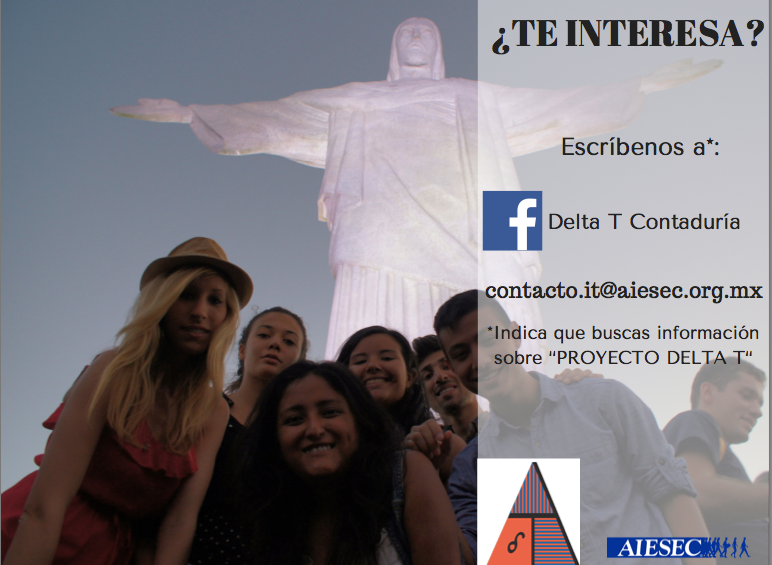 ¿TE INTERESA?
Escríbenos a*:
f Delta T Contaduría
contacto.it@aiesec.org.mx
*Indica que buscas información
sobre "PROYECTO DELTA T"
AIESEC